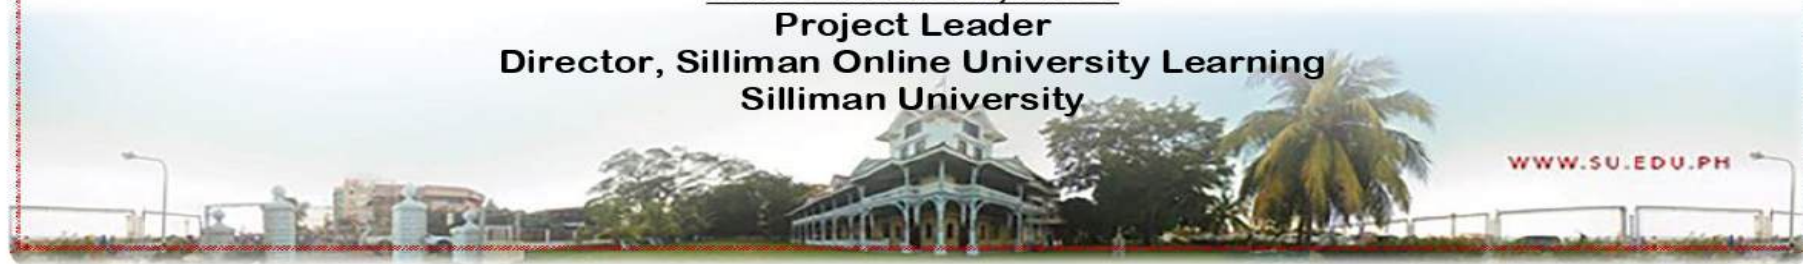 Project Leader
Director, Silliman Online University Learning
Silliman University
WWW.SU.EDU.PH